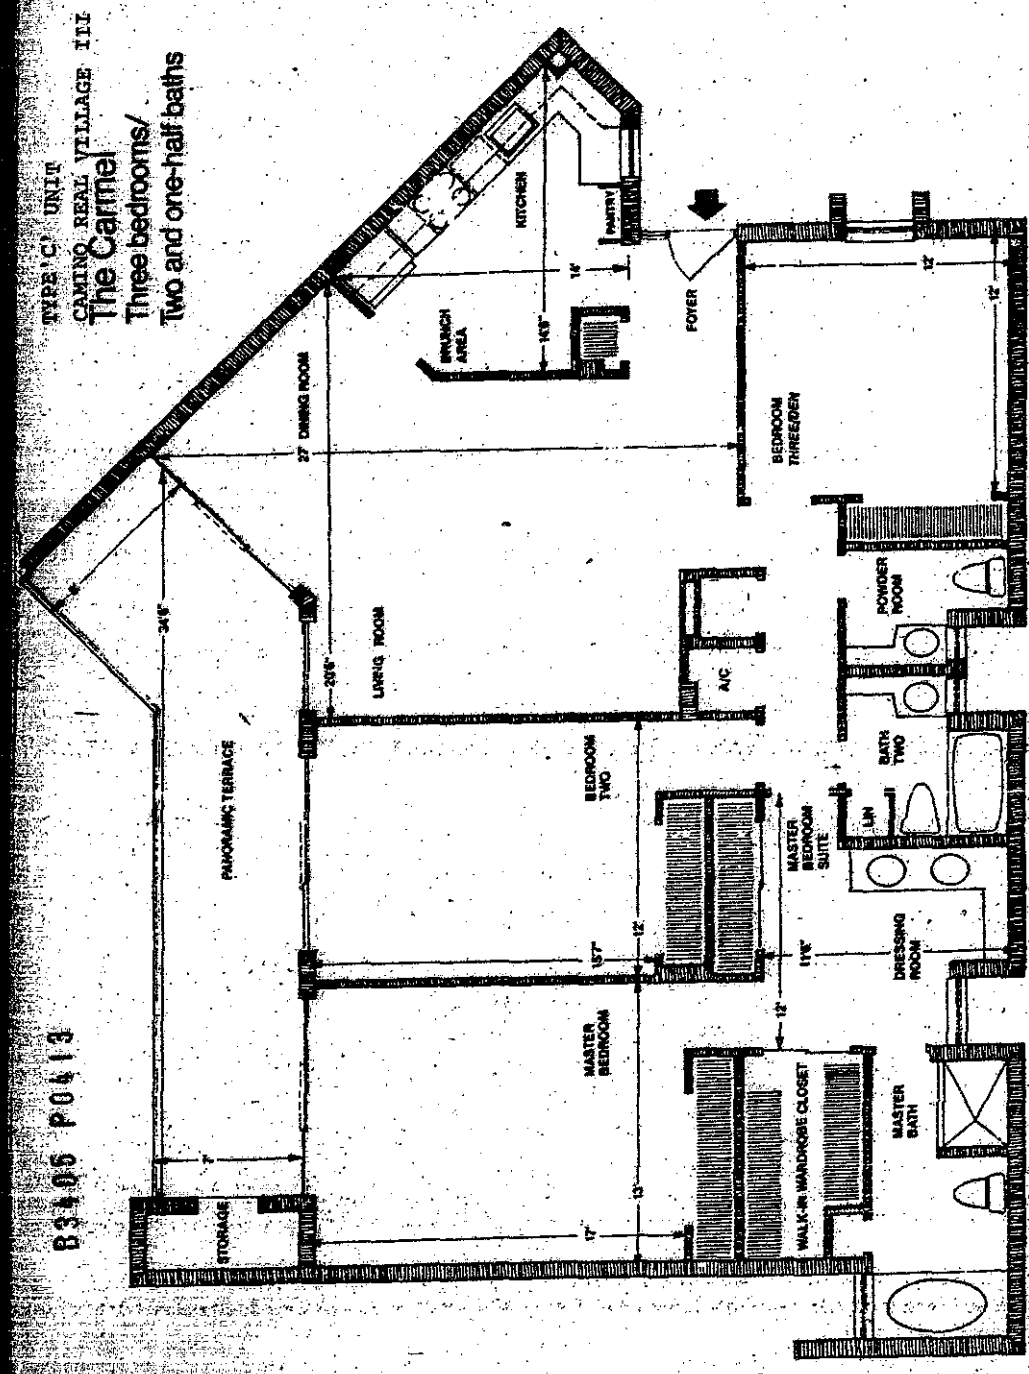 TYPE 'C' UNIT
CAMINO REAL VILLAGE III
The Carmel
Three bedrooms/
Two and one-half baths
B3406 P0413
STORAGE
7'
PANORAMIC TERRACE
34'6"
MASTER
BEDROOM
17'
13'
BEDROOM
TWO
15'7"
12'
LIVING ROOM
20'6"
27' DINING ROOM
BRUNCH
AREA
KITCHEN
14'6"
14'
PANTRY
FOYER
BEDROOM
THREE/DEN
12'
12'
A/C
POWDER
ROOM
BATH
TWO
LIN
MASTER
BEDROOM
SUITE
12'
11'6"
DRESSING
ROOM
WALK-IN WARDROBE CLOSET
MASTER
BATH